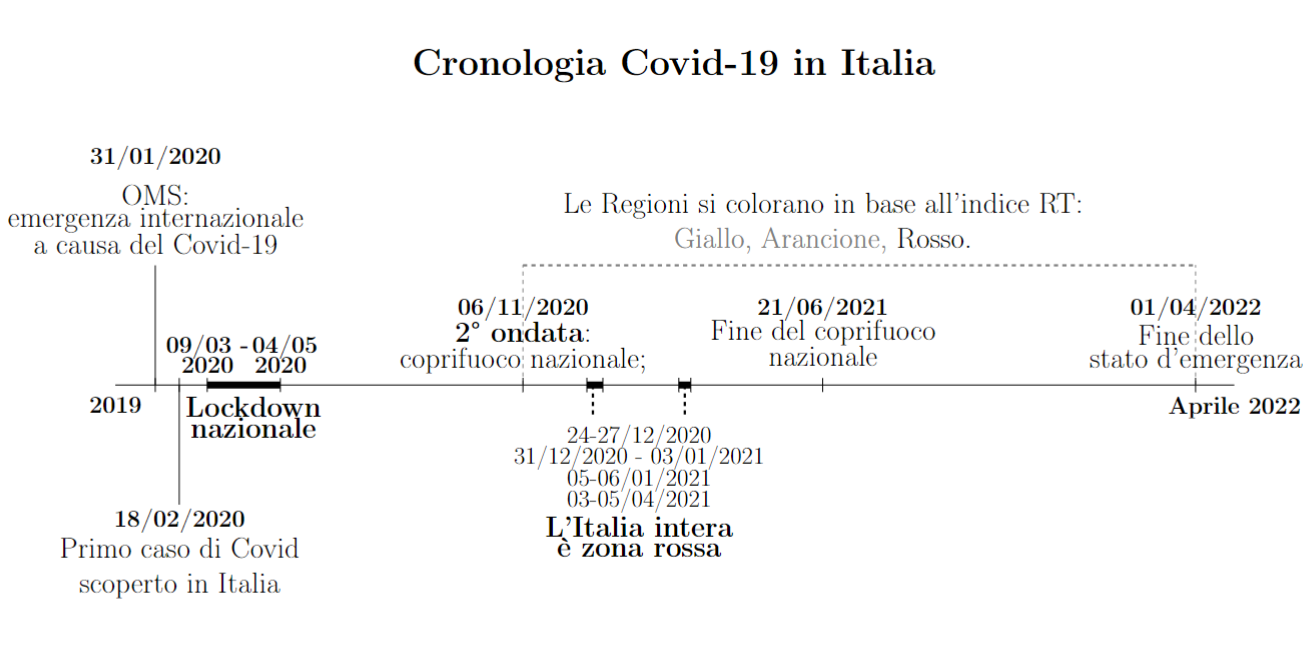 Cronologia Covid-19 in Italia
31/01/2020
OMS:
emergenza internazionale
a causa del Covid-19
Le Regioni si colorano in base all'indice RT:
Giallo, Arancione, Rosso.
09/03 - 04/05
2020 2020
Lockdown
nazionale
06/11/2020
2° ondata:
coprifuoco nazionale;
21/06/2021
Fine del coprifuoco
nazionale
01/04/2022
Fine dello
stato d'emergenza
2019
Aprile 2022
24-27/12/2020
31/12/2020 - 03/01/2021
05-06/01/2021
03-05/04/2021
L'Italia intera
è zona rossa
18/02/2020
Primo caso di Covid
scoperto in Italia